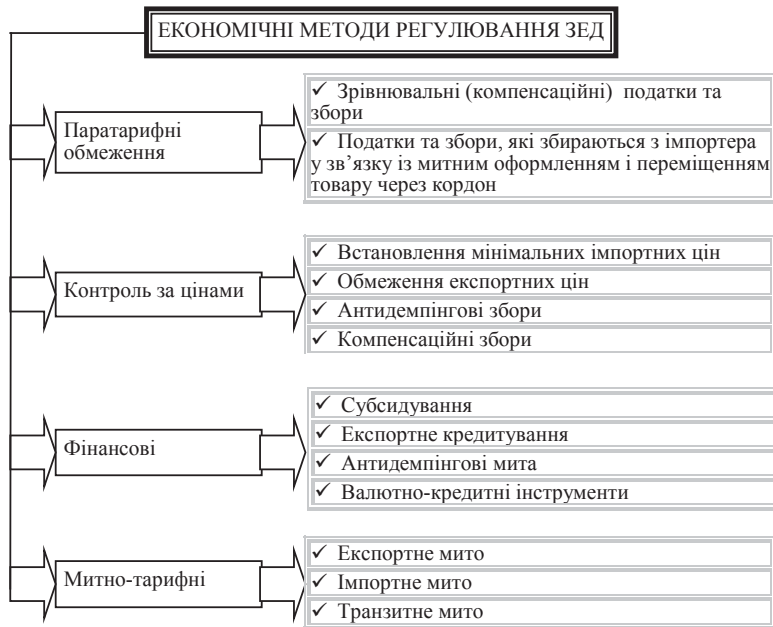 ЕКОНОМІЧНІ МЕТОДИ РЕГУЛЮВАННЯ ЗЕД
Паратарифні
обмеження
✓ Зрівнювальні (компенсаційні) податки та
збори
✓ Податки та збори, які збираються з імпортера
у зв’язку із митним оформленням і переміщенням
товару через кордон
Контроль за цінами
✓ Встановлення мінімальних імпортних цін
✓ Обмеження експортних цін
✓ Антидемпінгові збори
✓ Компенсаційні збори
Фінансові
✓ Субсидування
✓ Експортне кредитування
✓ Антидемпінгові мита
✓ Валютно-кредитні інструменти
Митно-тарифні
✓ Експортне мито
✓ Імпортне мито
✓ Транзитне мито